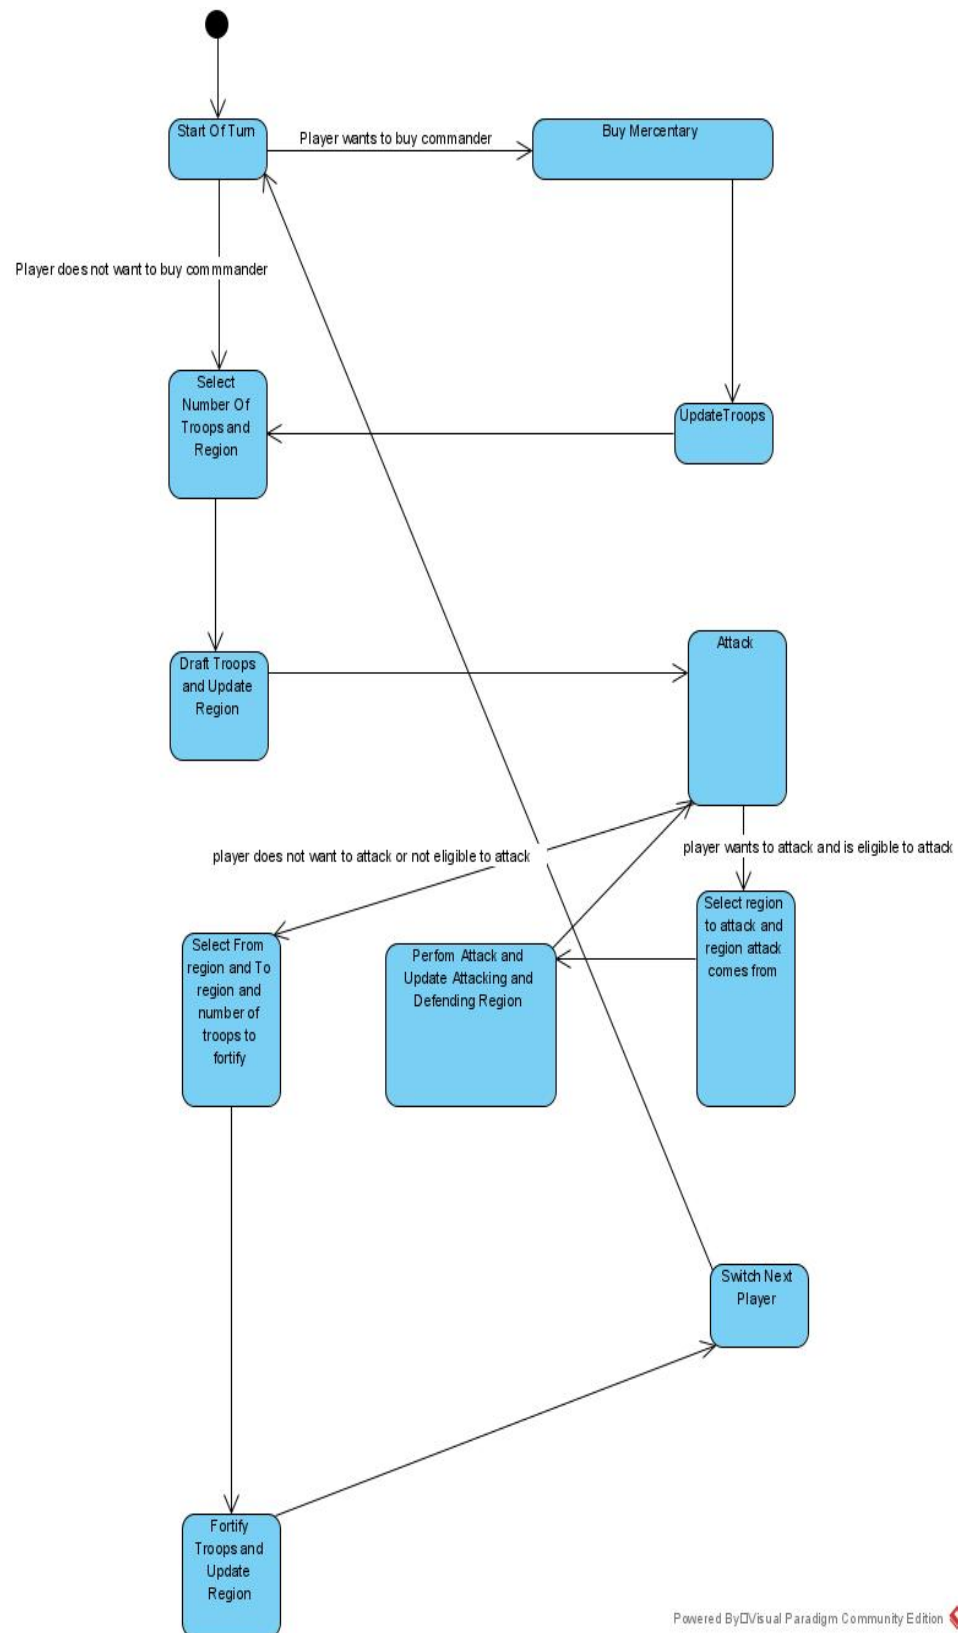 Start Of Turn
Player wants to buy commander
Buy Mercentary
Player does not want to buy commmander
Select
Number Of
Troops and
Region
UpdateTroops
Draft Troops
and Update
Region
Attack
player does not want to attack or not eligible to attack
player wants to attack and is eligible to attack
Select From
region and To
region and
number of
troops to
fortify
Perfom Attack and
Update Attacking and
Defending Region
Select region
to attack and
region attack
comes from
Switch Next
Player
Fortify
Troops and
Update
Region
Powered By□Visual Paradigm Community Edition